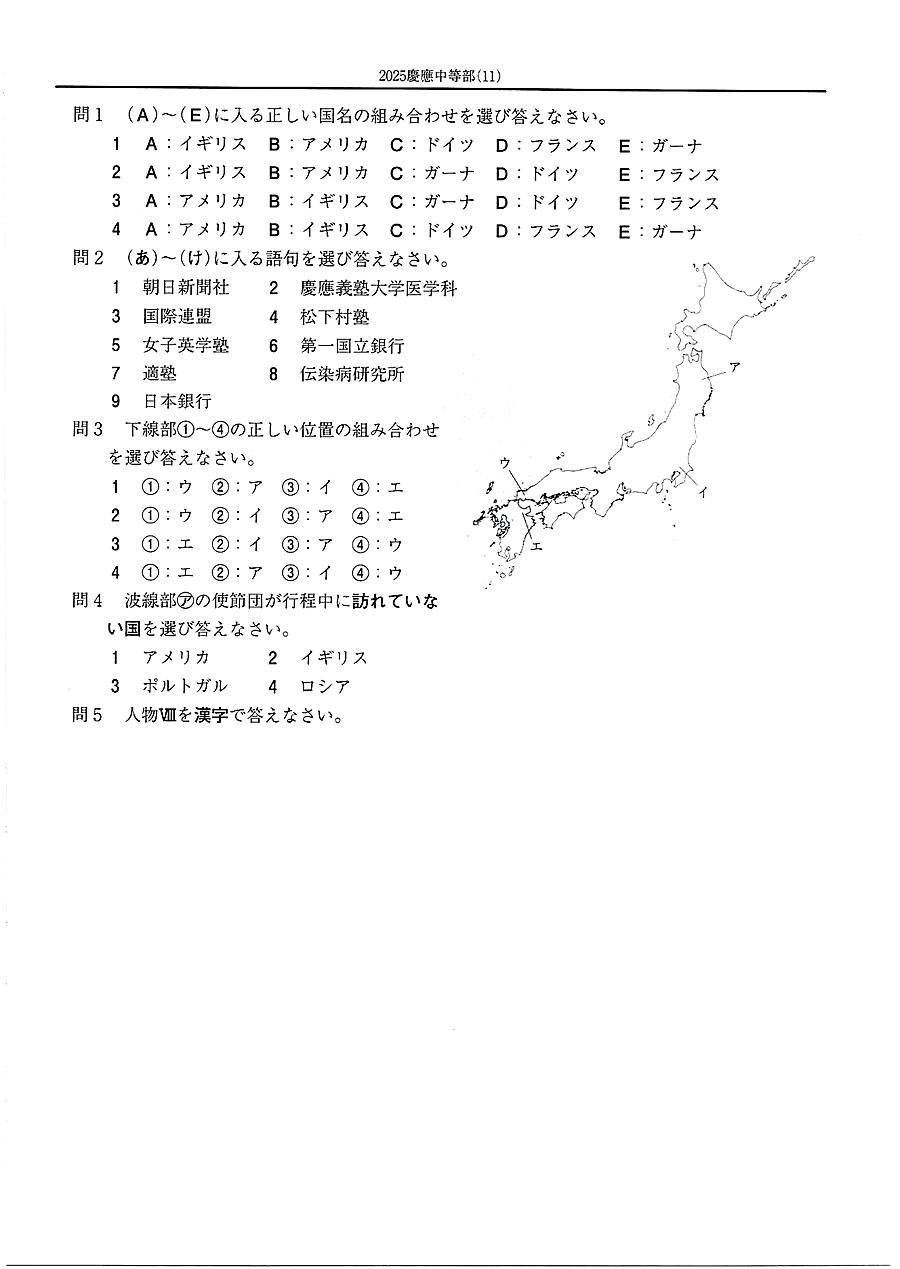 2025慶應中等部(11)
問1 (A)～(E)に入る正しい国名の組み合わせを選び答えなさい。
1 A：イギリス B：アメリカ C：ドイツ D：フランス E：ガーナ
2 A：イギリス B：アメリカ C：ガーナ D：ドイツ E：フランス
3 A：アメリカ B：イギリス C：ガーナ D：ドイツ E：フランス
4 A：アメリカ B：イギリス C：ドイツ D：フランス E：ガーナ
問2 (あ)～(け)に入る語句を選び答えなさい。
1 朝日新聞社 2 慶應義塾大学医学科
3 国際連盟 4 松下村塾
5 女子英学塾 6 第一国立銀行
7 適塾 8 伝染病研究所
9 日本銀行
問3 下線部①～④の正しい位置の組み合わせ
を選び答えなさい。
1 ①：ウ ②：ア ③：イ ④：エ
2 ①：ウ ②：イ ③：ア ④：エ
3 ①：エ ②：イ ③：ア ④：ウ
4 ①：エ ②：ア ③：イ ④：ウ
問4 波線部㋐の使節団が行程中に訪れていな
い国を選び答えなさい。
1 アメリカ 2 イギリス
3 ポルトガル 4 ロシア
問5 人物Ⅷを漢字で答えなさい。
ア
イ
ウ
エ